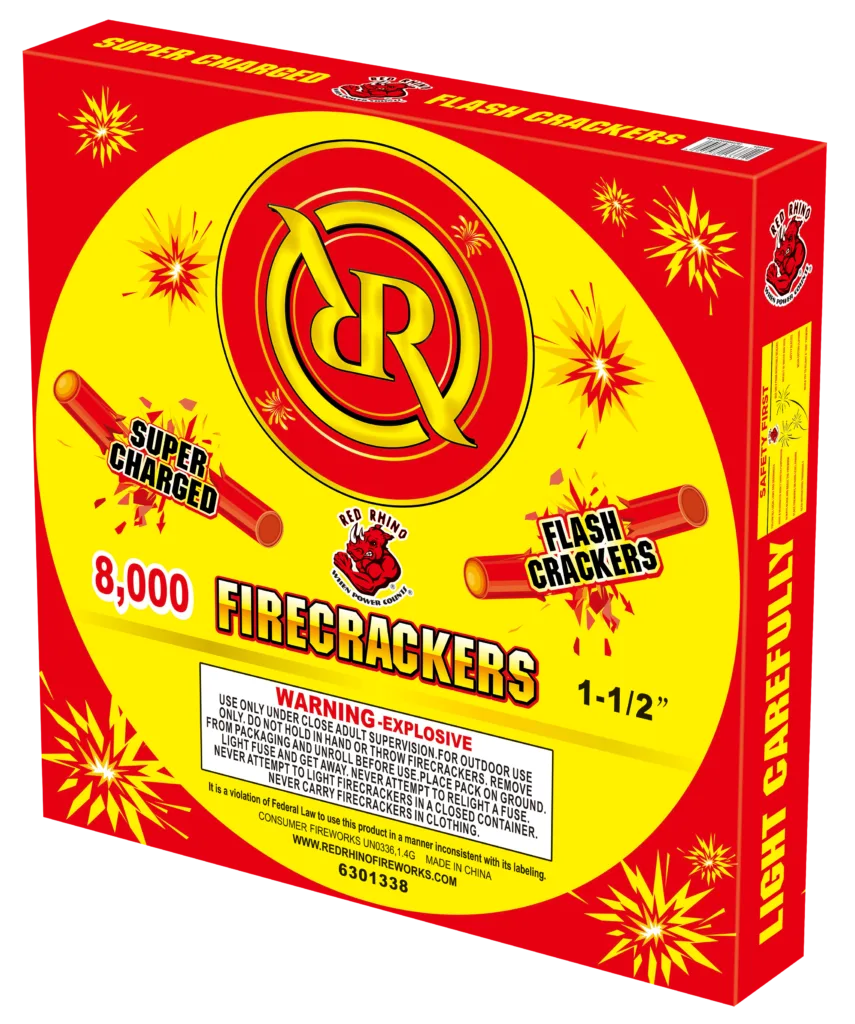 SUPER CHARGED
RED RHINO
FLASH CRACKERS
RR
SUPER
CHARGED
FLASH
CRACKERS
RED RHINO
WHEN POWER COUNTS
8,000
FIRECRACKERS
1-1/2”
WARNING-EXPLOSIVE
USE ONLY UNDER CLOSE ADULT SUPERVISION.FOR OUTDOOR USE
ONLY. DO NOT HOLD IN HAND OR THROW FIRECRACKERS. REMOVE
FROM PACKAGING AND UNROLL BEFORE USE.PLACE PACK ON GROUND.
LIGHT FUSE AND GET AWAY. NEVER ATTEMPT TO RELIGHT A FUSE.
NEVER ATTEMPT TO LIGHT FIRECRACKERS IN A CLOSED CONTAINER.
NEVER CARRY FIRECRACKERS IN CLOTHING.
It is a violation of Federal Law to use this product in a manner inconsistent with its labeling.
CONSUMER FIREWORKS UN0336,1.4G MADE IN CHINA
WWW.REDRHINOFIREWORKS.COM
6301338
RED RHINO
WHEN POWER COUNTS
SAFETY FIRST
LIGHT CAREFULLY